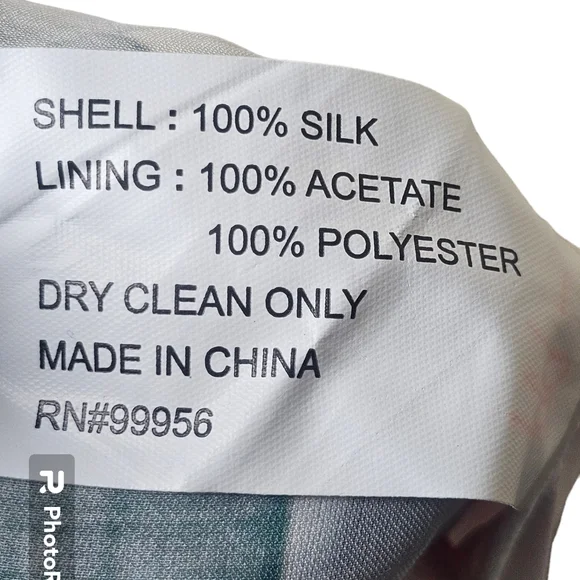 SHELL : 100% SILK
LINING : 100% ACETATE
100% POLYESTER
DRY CLEAN ONLY
MADE IN CHINA
RN#99956